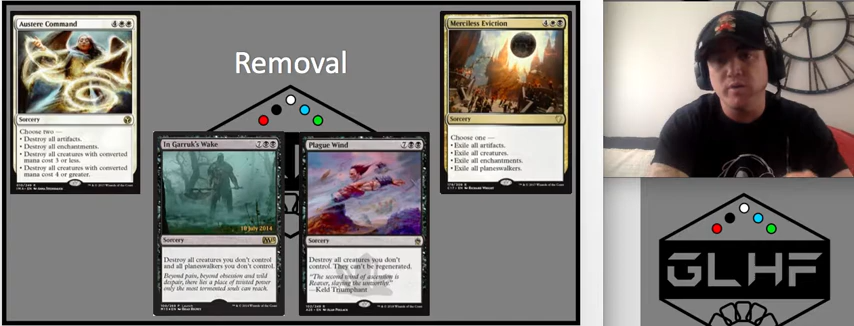 Removal
Austere Command
Sorcery
Choose two —
• Destroy all artifacts.
• Destroy all enchantments.
• Destroy all creatures with converted
mana cost 3 or less.
• Destroy all creatures with converted
mana cost 4 or greater.
Merciless Eviction
Sorcery
Choose one —
• Exile all artifacts.
• Exile all creatures.
• Exile all enchantments.
• Exile all planeswalkers.
In Garruk's Wake
10 July 2014
Sorcery
Destroy all creatures you don't control
and all planeswalkers you don't control.
Beyond pain, beyond obsession and wild
despair, there lies a place of twisted power
only the most tormented souls can reach.
Plague Wind
Sorcery
Destroy all creatures you don't
control. They can't be regenerated.
"The second wind of ascension is
Reaver, slaying the unworthy."
—Keld Triumphant
GLHF